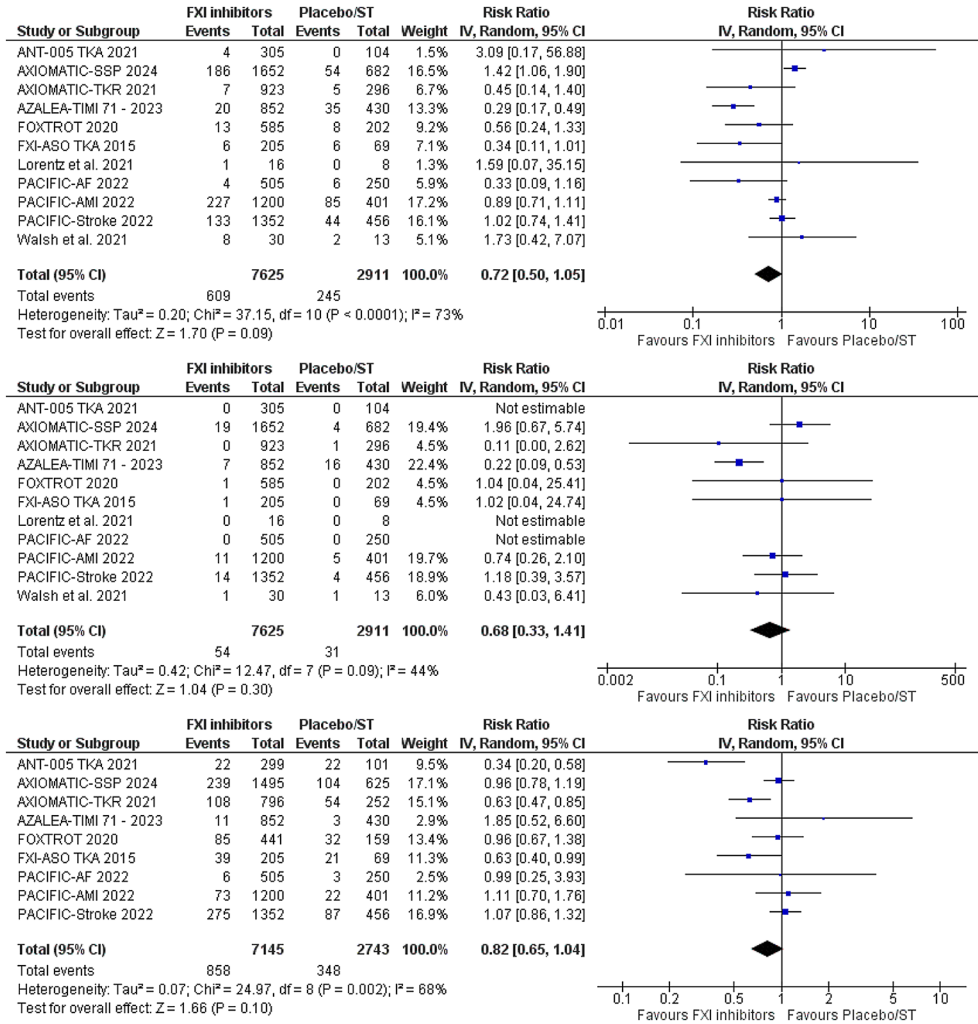 FXI inhibitors Placebo/ST Risk Ratio Risk Ratio
Study or Subgroup Events Total Events Total Weight IV, Random, 95% CI IV, Random, 95% CI
ANT-005 TKA 2021 4 305 0 104 1.5% 3.09 [0.17, 56.88]
AXIOMATIC-SSP 2024 186 1652 54 682 16.5% 1.42 [1.06, 1.90]
AXIOMATIC-TKR 2021 7 923 5 296 6.7% 0.45 [0.14, 1.40]
AZALEA-TIMI 71 - 2023 20 852 35 430 13.3% 0.29 [0.17, 0.49]
FOXTROT 2020 13 585 8 202 9.2% 0.56 [0.24, 1.33]
FXI-ASO TKA 2015 6 205 6 69 7.1% 0.34 [0.11, 1.01]
Lorentz et al. 2021 1 16 0 8 1.3% 1.59 [0.07, 35.15]
PACIFIC-AF 2022 4 505 6 250 5.9% 0.33 [0.09, 1.16]
PACIFIC-AMI 2022 227 1200 85 401 17.2% 0.89 [0.71, 1.11]
PACIFIC-Stroke 2022 133 1352 44 456 16.1% 1.02 [0.74, 1.41]
Walsh et al. 2021 8 30 2 13 5.1% 1.73 [0.42, 7.07]
Total (95% CI) 7625 2911 100.0% 0.72 [0.50, 1.05]
Total events 609 245
Heterogeneity: Tau² = 0.20; Chi² = 37.15, df = 10 (P < 0.0001); I² = 73%
Test for overall effect: Z = 1.70 (P = 0.09)
0.01 0.1 1 10 100
Favours FXI inhibitors Favours Placebo/ST
FXI inhibitors Placebo/ST Risk Ratio Risk Ratio
Study or Subgroup Events Total Events Total Weight IV, Random, 95% CI IV, Random, 95% CI
ANT-005 TKA 2021 0 305 0 104 Not estimable
AXIOMATIC-SSP 2024 19 1652 4 682 19.4% 1.96 [0.67, 5.74]
AXIOMATIC-TKR 2021 0 923 1 296 4.5% 0.11 [0.00, 2.62]
AZALEA-TIMI 71 - 2023 7 852 16 430 22.4% 0.22 [0.09, 0.53]
FOXTROT 2020 1 585 0 202 4.5% 1.04 [0.04, 25.41]
FXI-ASO TKA 2015 1 205 0 69 4.5% 1.02 [0.04, 24.74]
Lorentz et al. 2021 0 16 0 8 Not estimable
PACIFIC-AF 2022 0 505 0 250 Not estimable
PACIFIC-AMI 2022 11 1200 5 401 19.7% 0.74 [0.26, 2.10]
PACIFIC-Stroke 2022 14 1352 4 456 18.9% 1.18 [0.39, 3.57]
Walsh et al. 2021 1 30 1 13 6.0% 0.43 [0.03, 6.41]
Total (95% CI) 7625 2911 100.0% 0.68 [0.33, 1.41]
Total events 54 31
Heterogeneity: Tau² = 0.42; Chi² = 12.47, df = 7 (P = 0.09); I² = 44%
Test for overall effect: Z = 1.04 (P = 0.30)
0.002 0.1 1 10 500
Favours FXI inhibitors Favours Placebo/ST
FXI inhibitors Placebo/ST Risk Ratio Risk Ratio
Study or Subgroup Events Total Events Total Weight IV, Random, 95% CI IV, Random, 95% CI
ANT-005 TKA 2021 22 299 22 101 9.5% 0.34 [0.20, 0.58]
AXIOMATIC-SSP 2024 239 1495 104 625 17.1% 0.96 [0.78, 1.19]
AXIOMATIC-TKR 2021 108 796 54 252 15.1% 0.63 [0.47, 0.85]
AZALEA-TIMI 71 - 2023 11 852 3 430 2.9% 1.85 [0.52, 6.60]
FOXTROT 2020 85 441 32 159 13.4% 0.96 [0.67, 1.38]
FXI-ASO TKA 2015 39 205 21 69 11.3% 0.63 [0.40, 0.99]
PACIFIC-AF 2022 6 505 3 250 2.5% 0.99 [0.25, 3.93]
PACIFIC-AMI 2022 73 1200 22 401 11.2% 1.11 [0.70, 1.76]
PACIFIC-Stroke 2022 275 1352 87 456 16.9% 1.07 [0.86, 1.32]
Total (95% CI) 7145 2743 100.0% 0.82 [0.65, 1.04]
Total events 858 348
Heterogeneity: Tau² = 0.07; Chi² = 24.97, df = 8 (P = 0.002); I² = 68%
Test for overall effect: Z = 1.66 (P = 0.10)
0.1 0.2 0.5 1 2 5 10
Favours FXI inhibitors Favours Placebo/ST